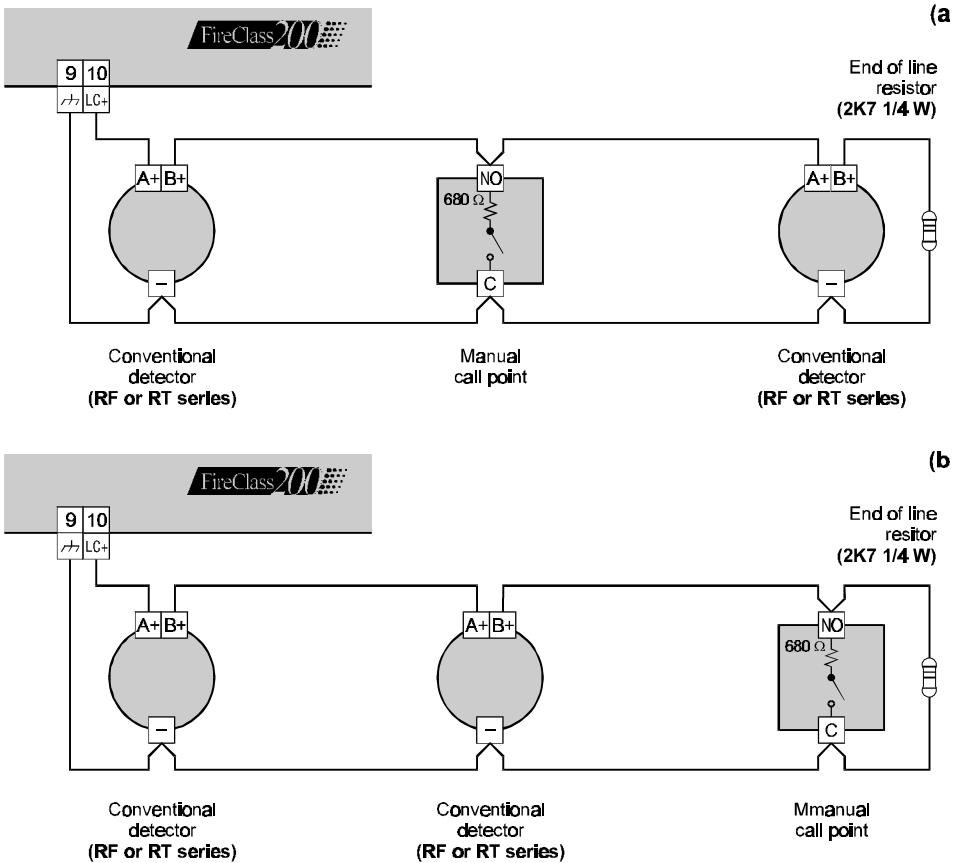 (a
FireClass200
9 10
LC+
End of line
resistor
(2K7 1/4 W)
A+ B+
NO
A+ B+
680 Ω
–
C
–
Conventional
detector
(RF or RT series)
Manual
call point
Conventional
detector
(RF or RT series)
(b
FireClass200
9 10
LC+
End of line
resitor
(2K7 1/4 W)
A+ B+
A+ B+
NO
680 Ω
–
–
C
Conventional
detector
(RF or RT series)
Conventional
detector
(RF or RT series)
Mmanual
call point